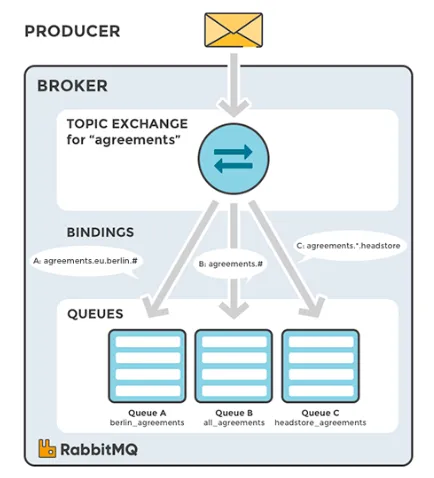 PRODUCER
BROKER
TOPIC EXCHANGE
for “agreements”
BINDINGS
A: agreements.eu.berlin.#
B: agreements.#
C: agreements.*.headstore
QUEUES
Queue A
berlin_agreements
Queue B
all_agreements
Queue C
headstore_agreements
RabbitMQ